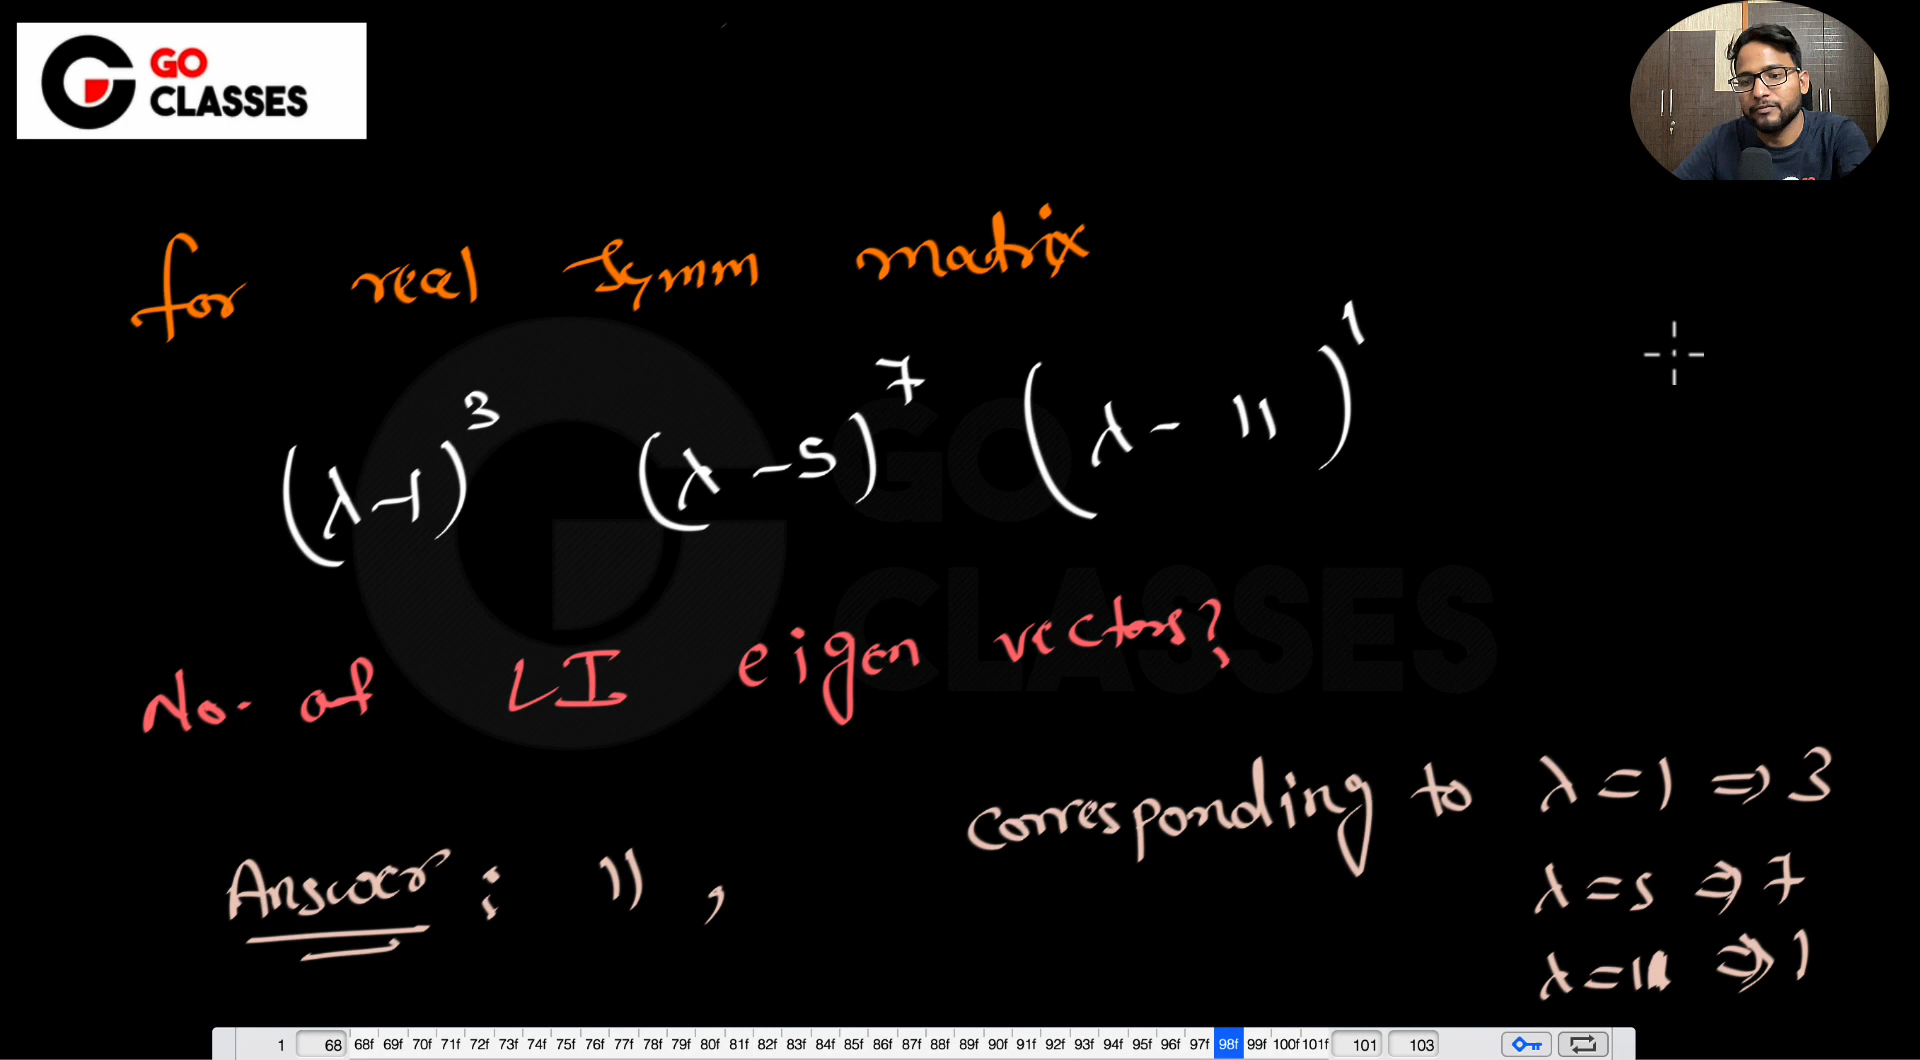 GO
CLASSES
for real Symm matrix
(λ-1)³ (λ-5)⁷ (λ-11)¹
GO
CLASSES
No. of LI eigen vectors?
corresponding to λ=1 ⇒ 3
Answer : 11 ,
λ=5 ⇒ 7
λ=11 ⇒ 1
1 68 68f 69f 70f 71f 72f 73f 74f 75f 76f 77f 78f 79f 80f 81f 82f 83f 84f 85f 86f 87f 88f 89f 90f 91f 92f 93f 94f 95f 96f 97f 98f 99f 100f 101f 101 103